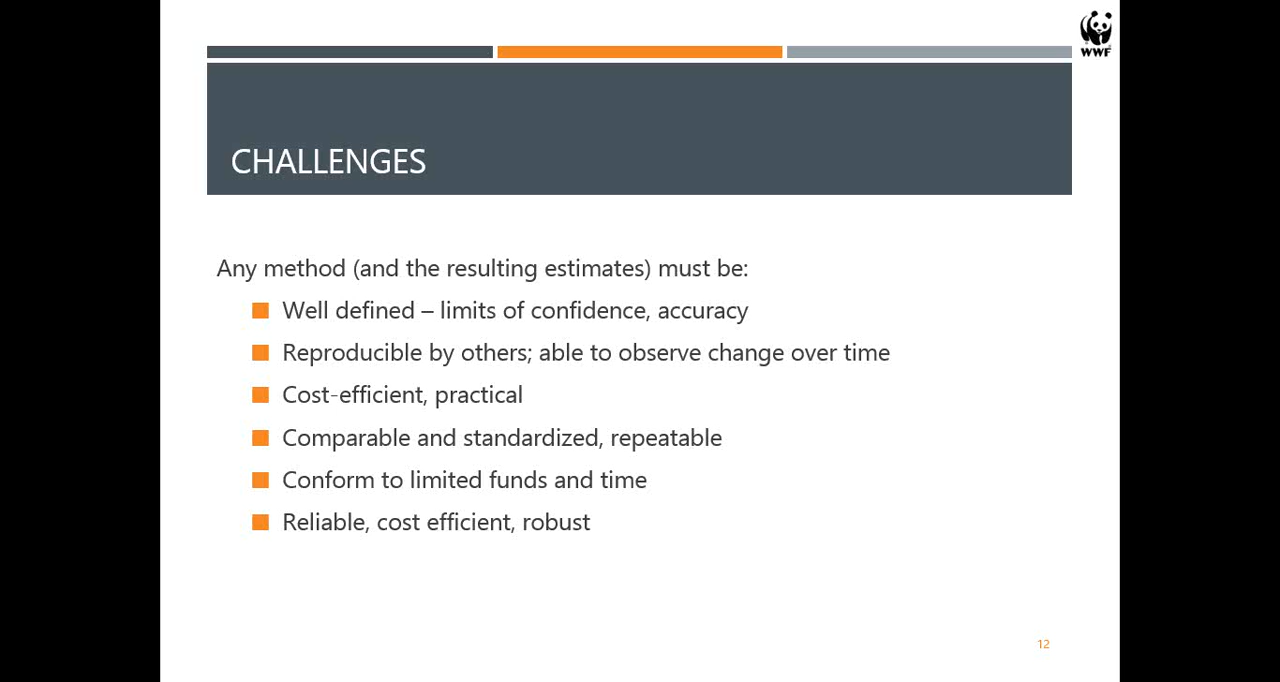 WWF
CHALLENGES
Any method (and the resulting estimates) must be:
Well defined – limits of confidence, accuracy
Reproducible by others; able to observe change over time
Cost-efficient, practical
Comparable and standardized, repeatable
Conform to limited funds and time
Reliable, cost efficient, robust
12